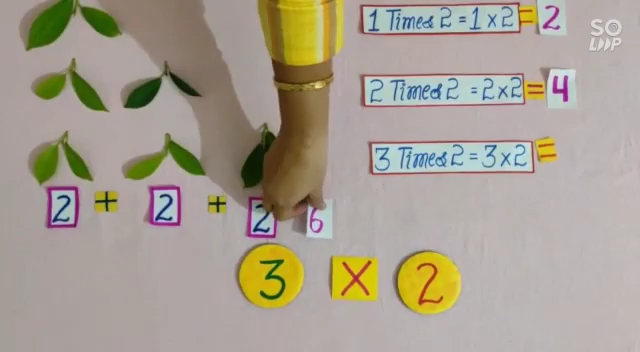 1 Times 2 = 1 x 2 = 2
SO LOOP
2 Times 2 = 2 x 2 = 4
3 Times 2 = 3 x 2 =
2 + 2 + 2 6
3 X 2